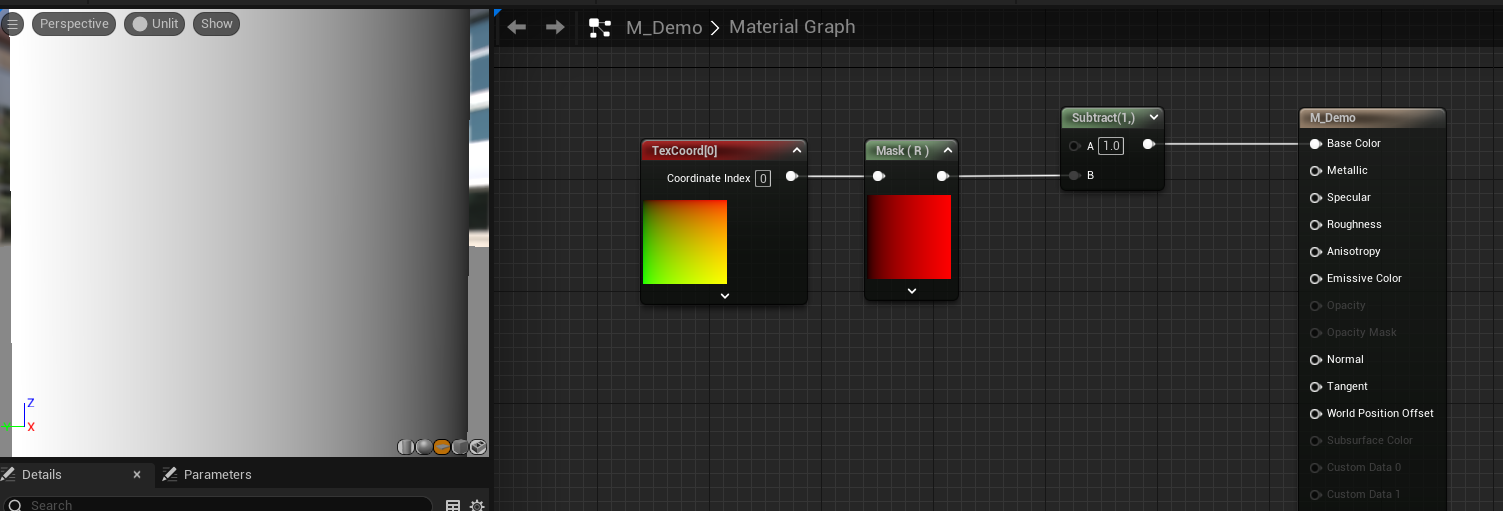 Perspective
Unlit
Show
M_Demo > Material Graph
TexCoord[0]
Coordinate Index 0
Mask ( R )
Subtract(1,)
A 1.0
B
M_Demo
Base Color
Metallic
Specular
Roughness
Anisotropy
Emissive Color
Opacity
Opacity Mask
Normal
Tangent
World Position Offset
Subsurface Color
Custom Data 0
Custom Data 1
Z
X
Details
Parameters
Search